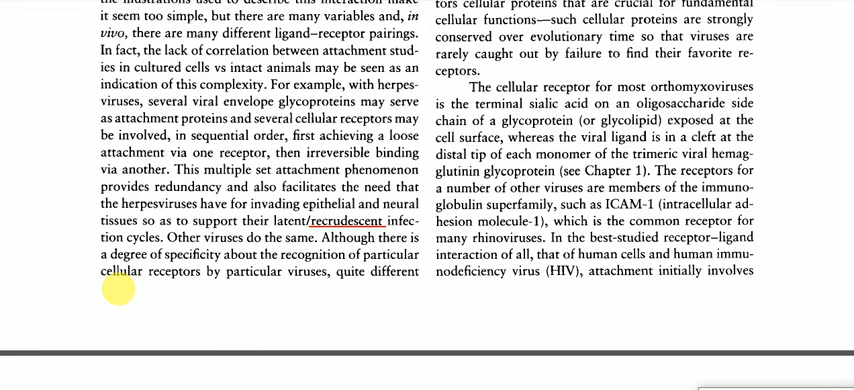 it seem too simple, but there are many variables and, in
vivo, there are many different ligand–receptor pairings.
In fact, the lack of correlation between attachment stud-
ies in cultured cells vs intact animals may be seen as an
indication of this complexity. For example, with herpes-
viruses, several viral envelope glycoproteins may serve
as attachment proteins and several cellular receptors may
be involved, in sequential order, first achieving a loose
attachment via one receptor, then irreversible binding
via another. This multiple set attachment phenomenon
provides redundancy and also facilitates the need that
the herpesviruses have for invading epithelial and neural
tissues so as to support their latent/recrudescent infec-
tion cycles. Other viruses do the same. Although there is
a degree of specificity about the recognition of particular
cellular receptors by particular viruses, quite different
tors cellular proteins that are crucial for fundamental
cellular functions—such cellular proteins are strongly
conserved over evolutionary time so that viruses are
rarely caught out by failure to find their favorite re-
ceptors.
The cellular receptor for most orthomyxoviruses
is the terminal sialic acid on an oligosaccharide side
chain of a glycoprotein (or glycolipid) exposed at the
cell surface, whereas the viral ligand is in a cleft at the
distal tip of each monomer of the trimeric viral hemag-
glutinin glycoprotein (see Chapter 1). The receptors for
a number of other viruses are members of the immuno-
globulin superfamily, such as ICAM-1 (intracellular ad-
hesion molecule-1), which is the common receptor for
many rhinoviruses. In the best-studied receptor–ligand
interaction of all, that of human cells and human immu-
nodeficiency virus (HIV), attachment initially involves